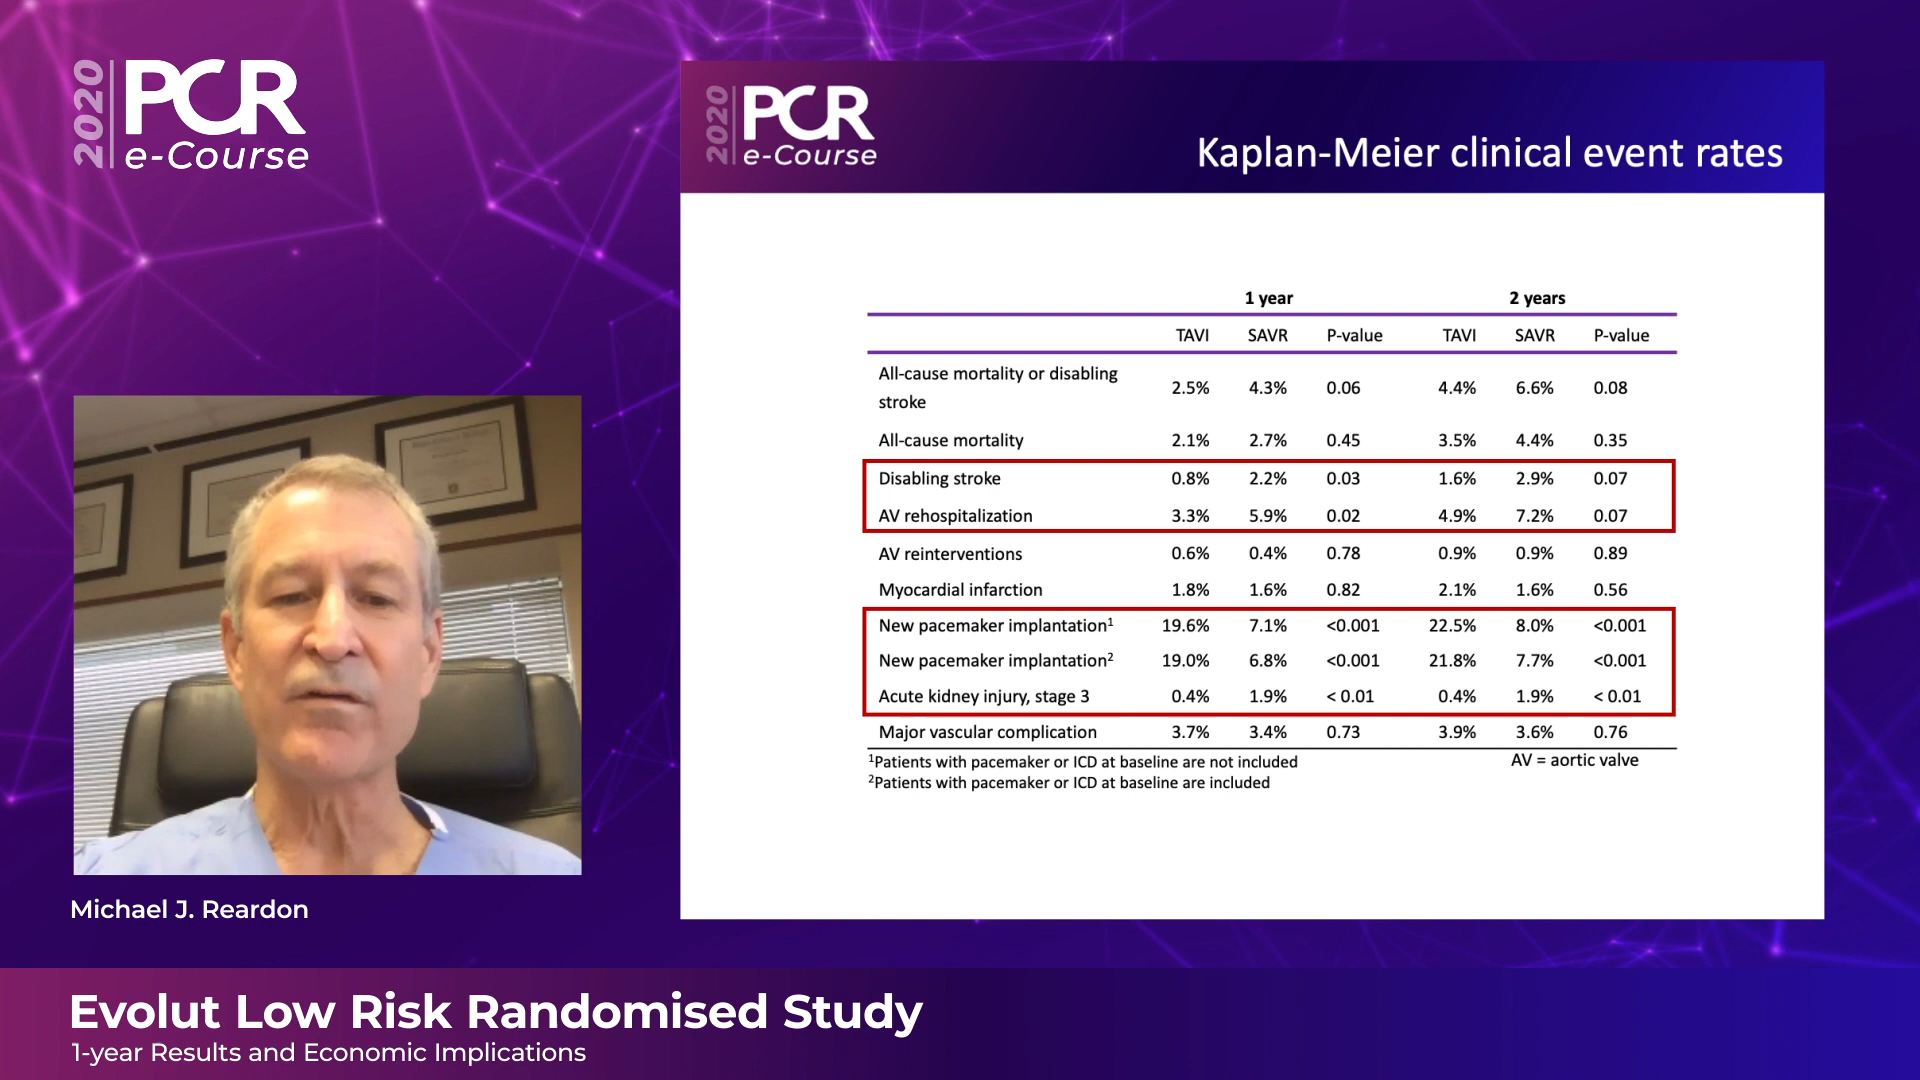 2020 PCR
e-Course
2020 PCR
e-Course
Kaplan-Meier clinical event rates
1 year 2 years
TAVI SAVR P-value TAVI SAVR P-value
All-cause mortality or disabling
stroke 2.5% 4.3% 0.06 4.4% 6.6% 0.08
All-cause mortality 2.1% 2.7% 0.45 3.5% 4.4% 0.35
Disabling stroke 0.8% 2.2% 0.03 1.6% 2.9% 0.07
AV rehospitalization 3.3% 5.9% 0.02 4.9% 7.2% 0.07
AV reinterventions 0.6% 0.4% 0.78 0.9% 0.9% 0.89
Myocardial infarction 1.8% 1.6% 0.82 2.1% 1.6% 0.56
New pacemaker implantation¹ 19.6% 7.1% <0.001 22.5% 8.0% <0.001
New pacemaker implantation² 19.0% 6.8% <0.001 21.8% 7.7% <0.001
Acute kidney injury, stage 3 0.4% 1.9% < 0.01 0.4% 1.9% < 0.01
Major vascular complication 3.7% 3.4% 0.73 3.9% 3.6% 0.76
¹Patients with pacemaker or ICD at baseline are not included AV = aortic valve
²Patients with pacemaker or ICD at baseline are included
Michael J. Reardon
Evolut Low Risk Randomised Study
1-year Results and Economic Implications